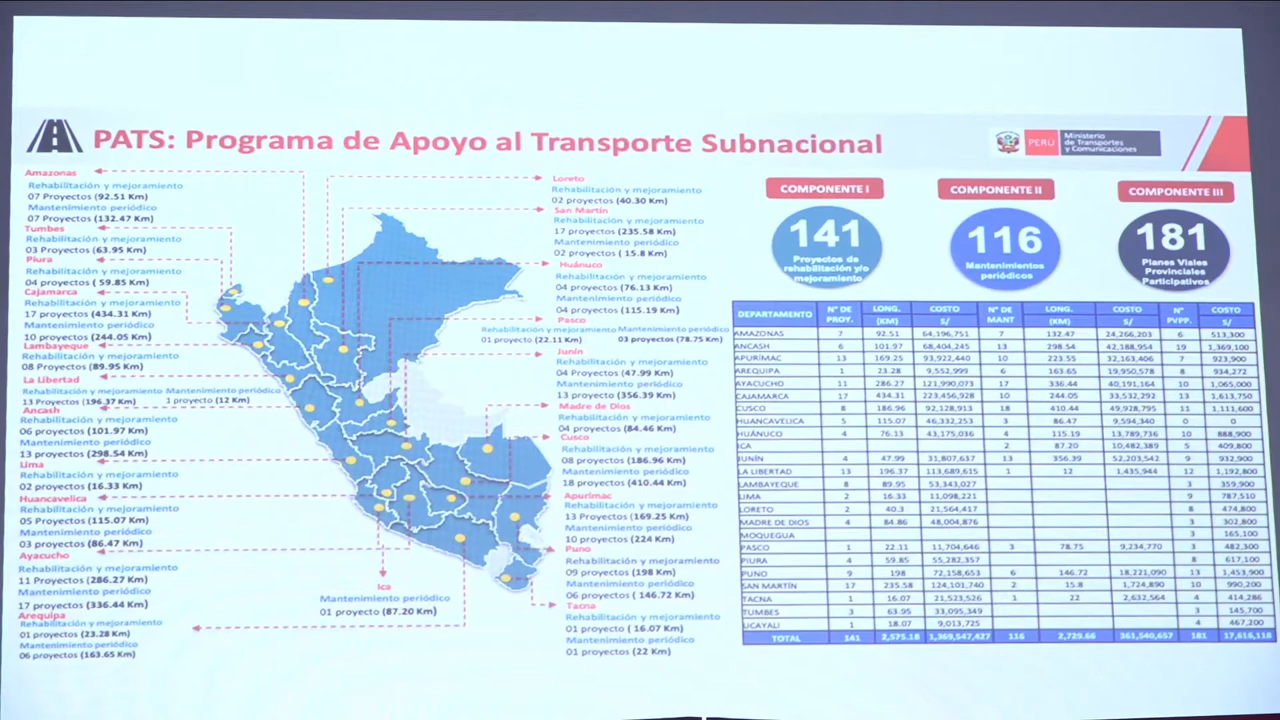 PATS: Programa de Apoyo al Transporte Subnacional
PERÚ
Ministerio
de Transportes
y Comunicaciones
Amazonas
Rehabilitación y mejoramiento
07 Proyectos (92.51 Km)
Mantenimiento periódico
07 Proyectos (132.47 Km)
Tumbes
Rehabilitación y mejoramiento
03 Proyectos (63.95 Km)
Piura
Rehabilitación y mejoramiento
04 proyectos ( 59.85 Km)
Cajamarca
Rehabilitación y mejoramiento
17 proyectos (434.31 Km)
Mantenimiento periódico
10 proyectos (244.05 Km)
Lambayeque
Rehabilitación y mejoramiento
08 Proyectos (89.95 Km)
La Libertad
Rehabilitación y mejoramiento Mantenimiento periódico
13 Proyectos (196.37 Km) 1 proyecto (12 Km)
Ancash
Rehabilitación y mejoramiento
06 proyectos (101.97 Km)
Mantenimiento periódico
13 proyectos (298.54 Km)
Lima
Rehabilitación y mejoramiento
02 proyectos (16.33 Km)
Huancavelica
Rehabilitación y mejoramiento
05 Proyectos (115.07 Km)
Mantenimiento periódico
03 proyectos (86.47 Km)
Ayacucho
Rehabilitación y mejoramiento
11 Proyectos (286.27 Km)
Mantenimiento periódico
17 proyectos (336.44 Km)
Arequipa
Rehabilitación y mejoramiento
01 proyectos (23.28 Km)
Mantenimiento periódico
06 proyectos (163.65 Km)
Ica
Mantenimiento periódico
01 proyecto (87.20 Km)
Loreto
Rehabilitación y mejoramiento
02 proyectos (40.30 Km)
San Martín
Rehabilitación y mejoramiento
17 proyectos (235.58 Km)
Mantenimiento periódico
02 proyectos ( 15.8 Km)
Huánuco
Rehabilitación y mejoramiento
04 proyectos (76.13 Km)
Mantenimiento periódico
04 proyectos (115.19 Km)
Pasco
Rehabilitación y mejoramiento Mantenimiento periódico
01 proyecto (22.11 Km) 03 proyectos (78.75 Km)
Junín
Rehabilitación y mejoramiento
04 Proyectos (47.99 Km)
Mantenimiento periódico
13 proyecto (356.39 Km)
Madre de Dios
Rehabilitación y mejoramiento
04 proyectos (84.46 Km)
Cusco
Rehabilitación y mejoramiento
08 proyectos (186.96 Km)
Mantenimiento periódico
18 proyectos (410.44 Km)
Apurímac
Rehabilitación y mejoramiento
13 Proyectos (169.25 Km)
Mantenimiento periódico
10 proyectos (224 Km)
Puno
Rehabilitación y mejoramiento
09 proyectos (198 Km)
Mantenimiento periódico
06 proyectos ( 146.72 Km)
Tacna
Rehabilitación y mejoramiento
01 proyecto ( 16.07 Km)
Mantenimiento periódico
01 proyectos (22 Km)
COMPONENTE I
141
Proyectos de
rehabilitación y/o
mejoramiento
COMPONENTE II
116
Mantenimientos
periódicos
COMPONENTE III
181
Planes Viales
Provinciales
Participativos
DEPARTAMENTO N° DE PROY. LONG. (KM) COSTO S/ N° DE MANT LONG. (KM) COSTO S/ N° PVPP. COSTO S/
AMAZONAS 7 92.51 64,196,751 7 132.47 24,266,203 6 513,300
ANCASH 6 101.97 68,404,245 13 298.54 42,188,954 19 1,369,100
APURÍMAC 13 169.25 93,922,440 10 223.55 32,163,406 7 923,900
AREQUIPA 1 23.28 9,552,999 6 163.65 19,950,578 8 934,272
AYACUCHO 11 286.27 121,990,073 17 336.44 40,191,164 10 1,065,000
CAJAMARCA 17 434.31 223,456,928 10 244.05 33,532,292 13 1,613,750
CUSCO 8 186.96 92,128,913 18 410.44 49,928,795 11 1,111,600
HUANCAVELICA 5 115.07 46,332,253 3 86.47 9,594,340 0 0
HUÁNUCO 4 76.13 43,175,036 4 115.19 13,789,736 10 888,900
ICA 2 87.20 10,482,389 5 409,800
JUNÍN 4 47.99 31,807,637 13 356.39 52,203,542 9 932,900
LA LIBERTAD 13 196.37 113,689,615 1 12 1,435,944 12 1,192,800
LAMBAYEQUE 8 89.95 53,343,027 3 359,900
LIMA 2 16.33 11,098,221 9 787,510
LORETO 2 40.3 21,564,417 8 474,800
MADRE DE DIOS 4 84.86 48,004,876 3 302,800
MOQUEGUA 3 165,100
PASCO 1 22.11 11,704,646 3 78.75 9,234,770 3 482,300
PIURA 4 59.85 55,282,357 8 617,100
PUNO 9 198 72,158,653 6 146.72 18,221,090 13 1,453,900
SAN MARTÍN 17 235.58 124,101,740 2 15.8 1,724,890 10 990,200
TACNA 1 16.07 21,523,526 1 22 2,632,564 4 414,286
TUMBES 3 63.95 33,095,349 3 145,700
UCAYALI 1 18.07 9,013,725 4 467,200
TOTAL 141 2,575.18 1,369,547,427 116 2,729.66 361,540,657 181 17,616,118